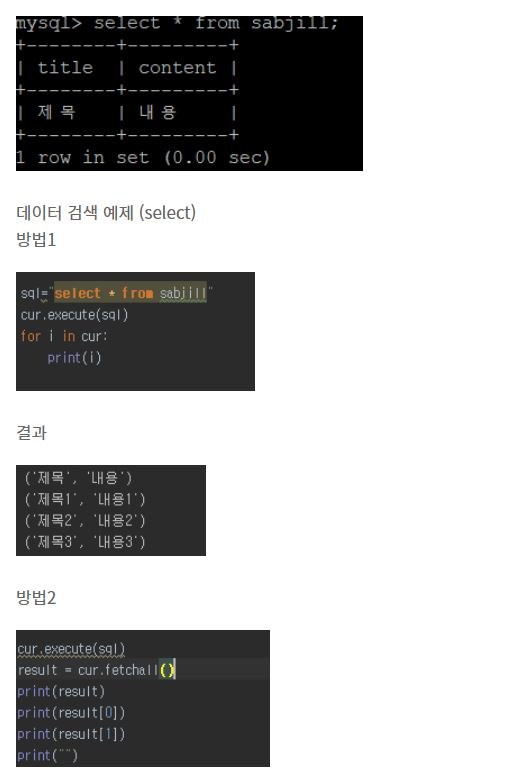 mysql> select * from sabjill;
+--------+---------+
| title  | content |
+--------+---------+
| 제목   | 내용    |
+--------+---------+
1 row in set (0.00 sec)
데이터 검색 예제 (select)
방법1
sql="select * from sabjill"
cur.execute(sql)
for i in cur:
    print(i)
결과
('제목', '내용')
('제목1', '내용1')
('제목2', '내용2')
('제목3', '내용3')
방법2
cur.execute(sql)
result = cur.fetchall()
print(result)
print(result[0])
print(result[1])
print("")